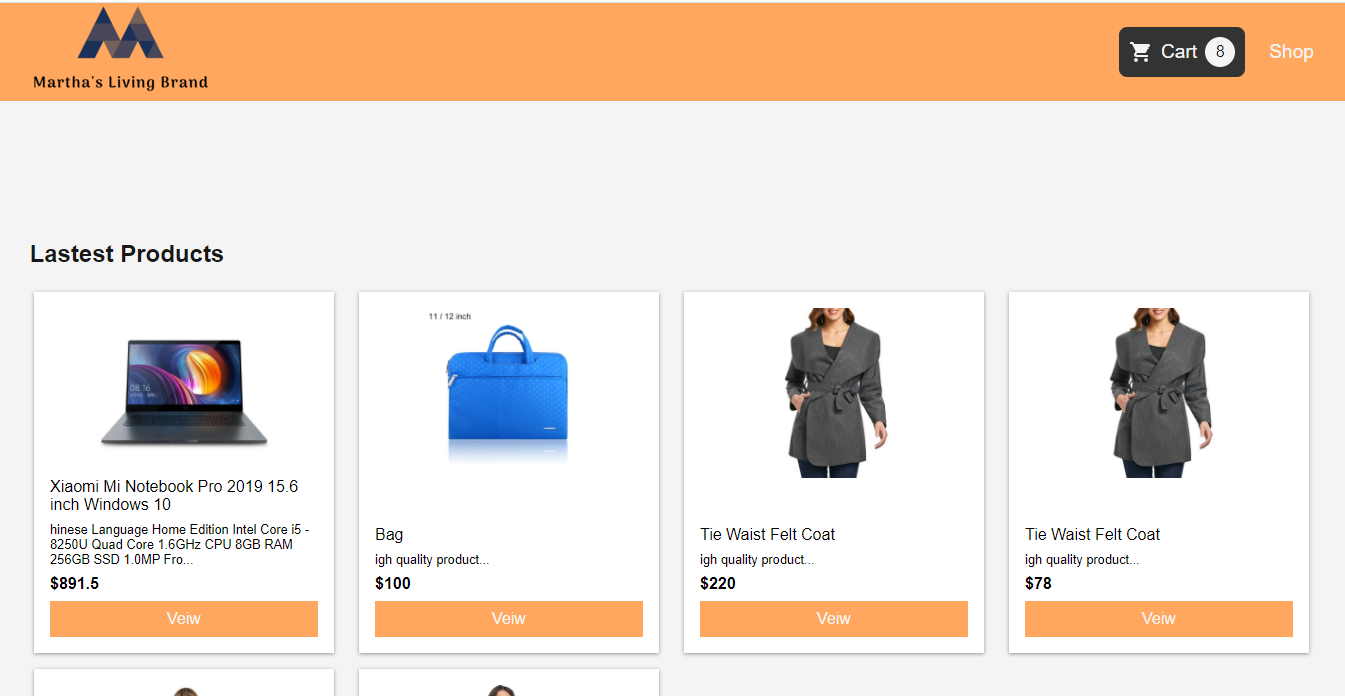 Martha's Living Brand
Cart 8
Shop
Lastest Products
08:16
11 / 12 inch
Xiaomi Mi Notebook Pro 2019 15.6
inch Windows 10
hinese Language Home Edition Intel Core i5 -
8250U Quad Core 1.6GHz CPU 8GB RAM
256GB SSD 1.0MP Fro...
$891.5
Veiw
Bag
igh quality product...
$100
Veiw
Tie Waist Felt Coat
igh quality product...
$220
Veiw
Tie Waist Felt Coat
igh quality product...
$78
Veiw